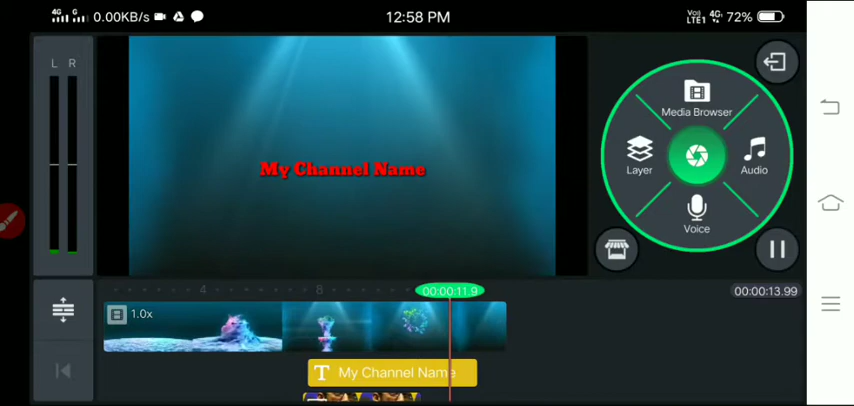 4G G 0.00KB/s 12:58 PM Vo) LTE1 4G 72%
L R
My Channel Name
Media Browser
Layer
Audio
Voice
4 8 00:00:11.9 00:00:13.99
1.0x
T My Channel Name